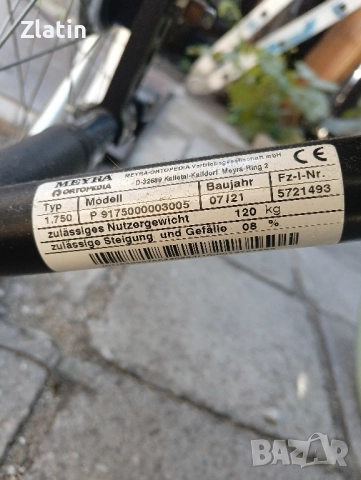 Zlatin
MEYRA ORTOPEDIA
MEYRA-ORTOPEDIA Vertriebsgesellschaft mbH
D-32689 Kalletal-Kalldorf Meyra-Ring 2
CE
Typ Modell Baujahr Fz-I-Nr.
1.750 P 9175000003005 07/21 5721493
zulässiges Nutzergewicht 120 kg
zulässige Steigung und Gefälle 08 %
BAZAR
bg